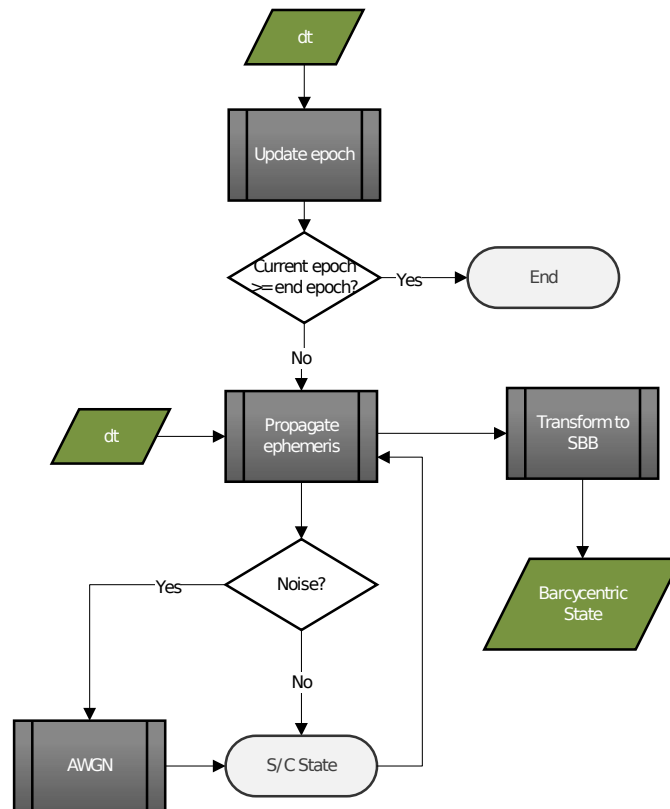 dt
Update epoch
Current epoch
>= end epoch?
Yes
End
No
dt
Propagate
ephemeris
Transform to
SBB
Yes
Noise?
Barcycentric
State
No
AWGN
S/C State